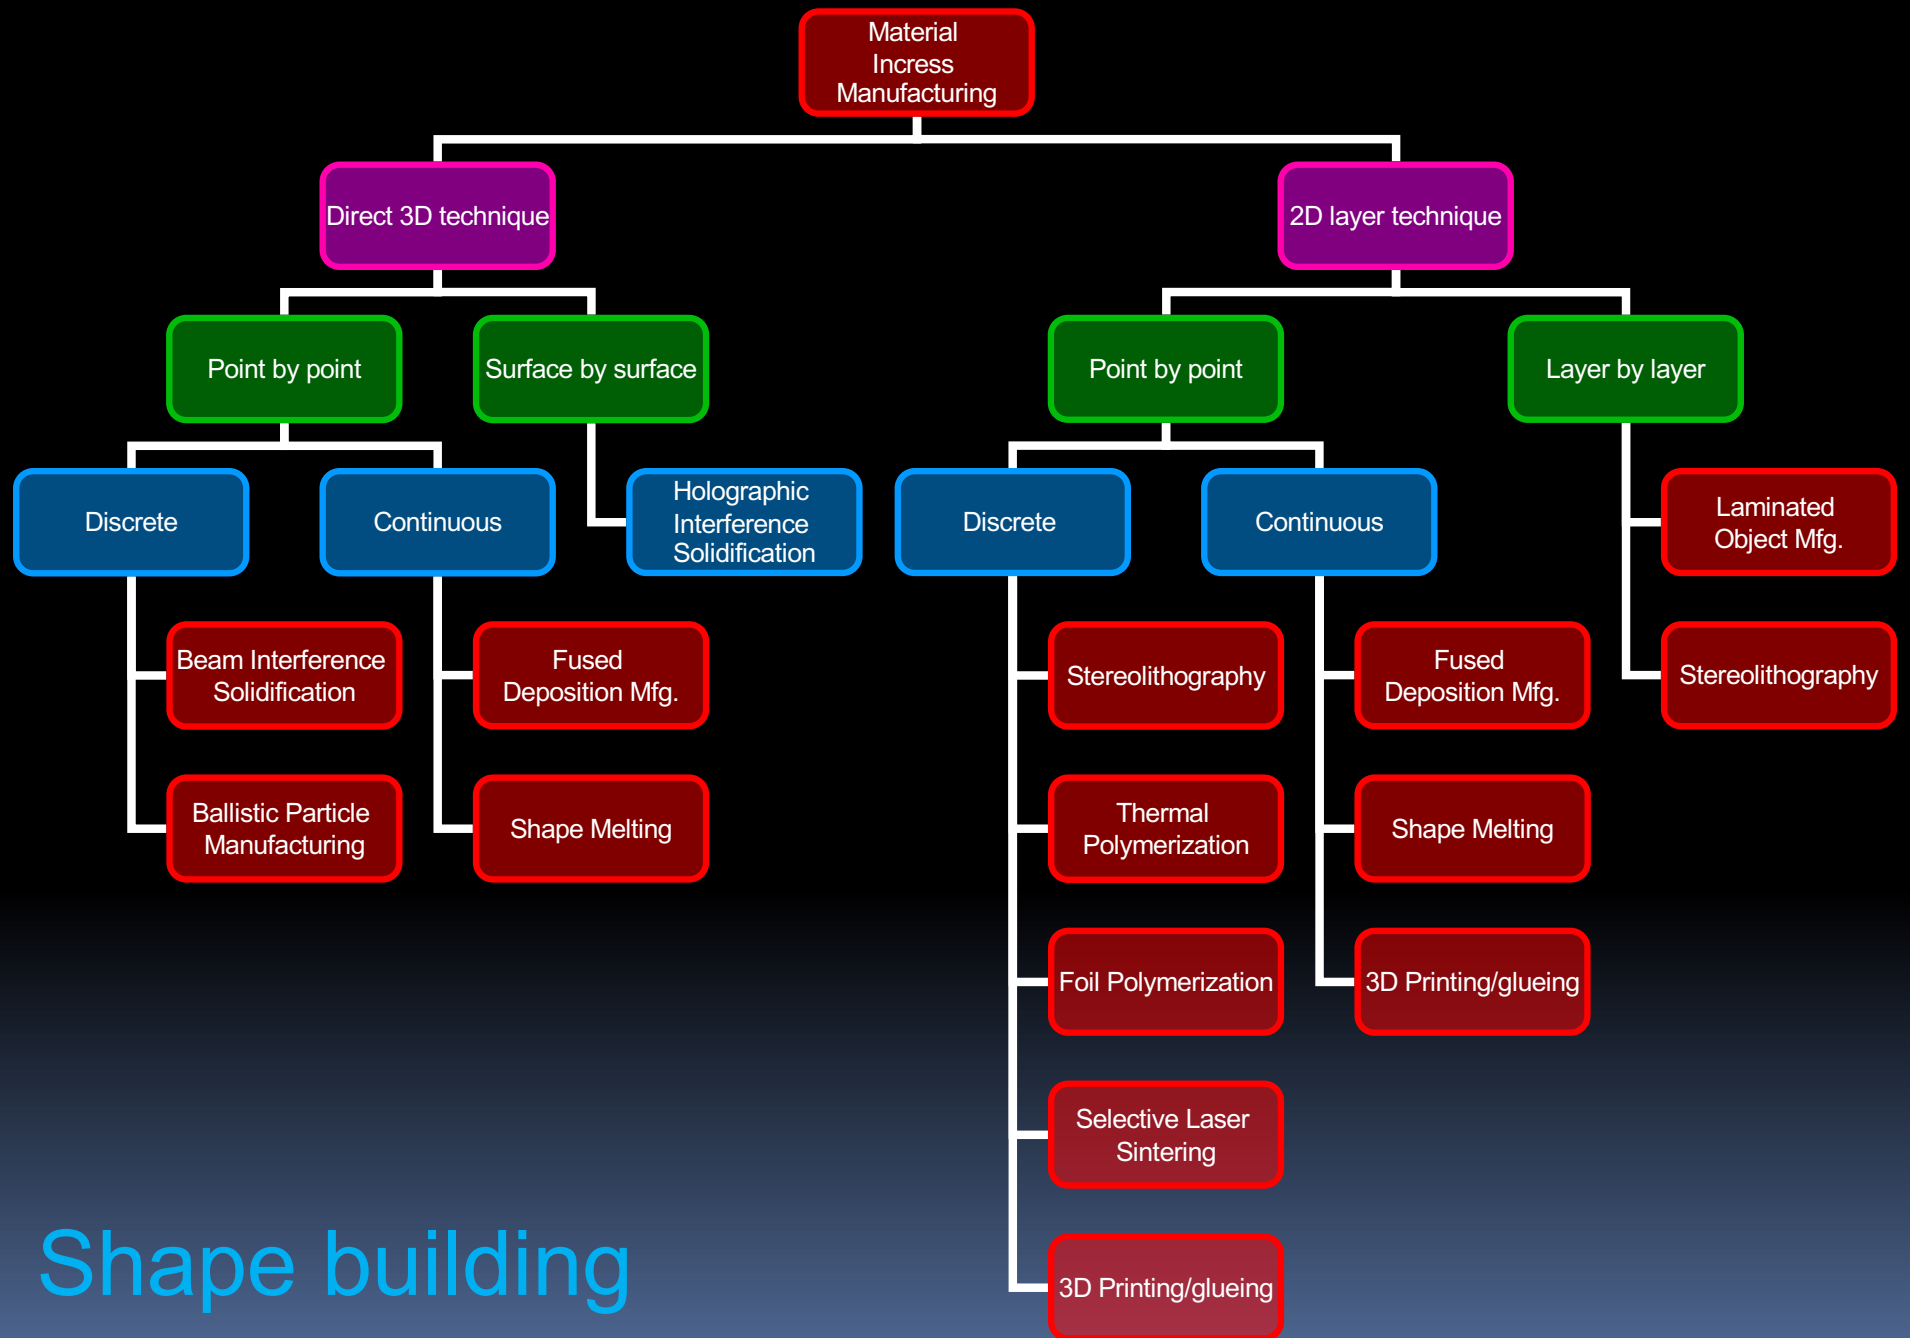 Material
Incress
Manufacturing
Direct 3D technique
2D layer technique
Point by point
Surface by surface
Point by point
Layer by layer
Discrete
Continuous
Holographic
Interference
Solidification
Discrete
Continuous
Laminated
Object Mfg.
Beam Interference
Solidification
Fused
Deposition Mfg.
Stereolithography
Fused
Deposition Mfg.
Stereolithography
Ballistic Particle
Manufacturing
Shape Melting
Thermal
Polymerization
Shape Melting
Foil Polymerization
3D Printing/glueing
Selective Laser
Sintering
3D Printing/glueing
Shape building